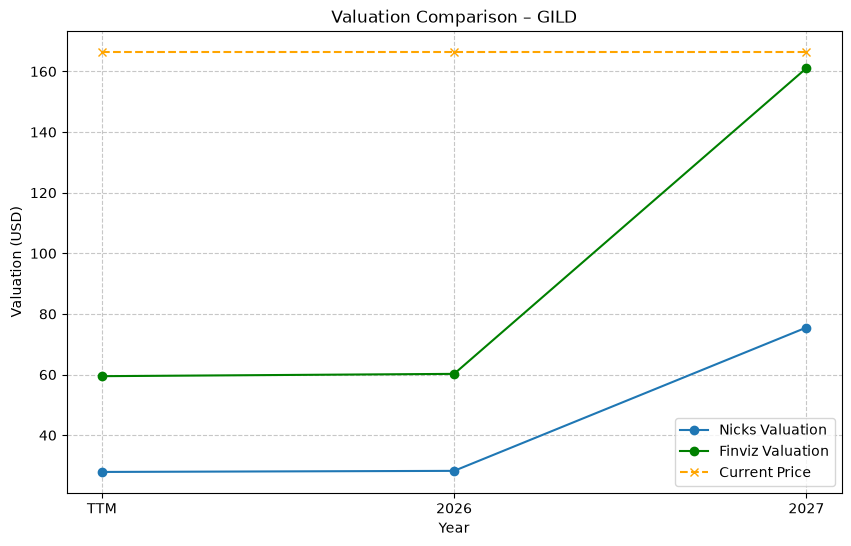 Valuation Comparison – GILD
Valuation (USD)
160
140
120
100
80
60
40
TTM
2026
2027
Year
Nicks Valuation
Finviz Valuation
Current Price